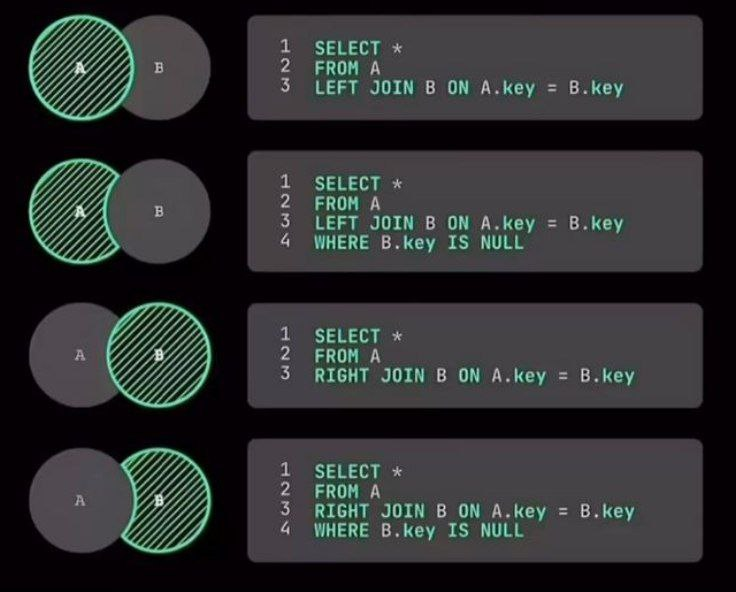 A B
1 SELECT *
2 FROM A
3 LEFT JOIN B ON A.key = B.key
A B
1 SELECT *
2 FROM A
3 LEFT JOIN B ON A.key = B.key
4 WHERE B.key IS NULL
A B
1 SELECT *
2 FROM A
3 RIGHT JOIN B ON A.key = B.key
A B
1 SELECT *
2 FROM A
3 RIGHT JOIN B ON A.key = B.key
4 WHERE B.key IS NULL